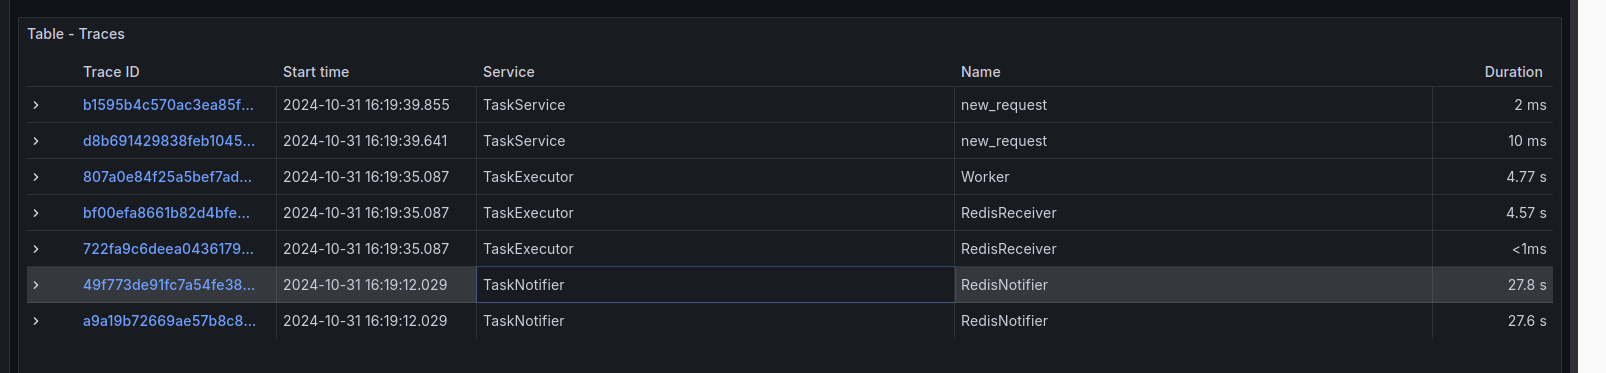 Table - Traces
Trace ID Start time Service Name Duration
b1595b4c570ac3ea85f... 2024-10-31 16:19:39.855 TaskService new_request 2 ms
d8b691429838feb1045... 2024-10-31 16:19:39.641 TaskService new_request 10 ms
807a0e84f25a5bef7ad... 2024-10-31 16:19:35.087 TaskExecutor Worker 4.77 s
bf00efa8661b82d4bfe... 2024-10-31 16:19:35.087 TaskExecutor RedisReceiver 4.57 s
722fa9c6deea0436179... 2024-10-31 16:19:35.087 TaskExecutor RedisReceiver <1ms
49f773de91fc7a54fe38... 2024-10-31 16:19:12.029 TaskNotifier RedisNotifier 27.8 s
a9a19b72669ae57b8c8... 2024-10-31 16:19:12.029 TaskNotifier RedisNotifier 27.6 s